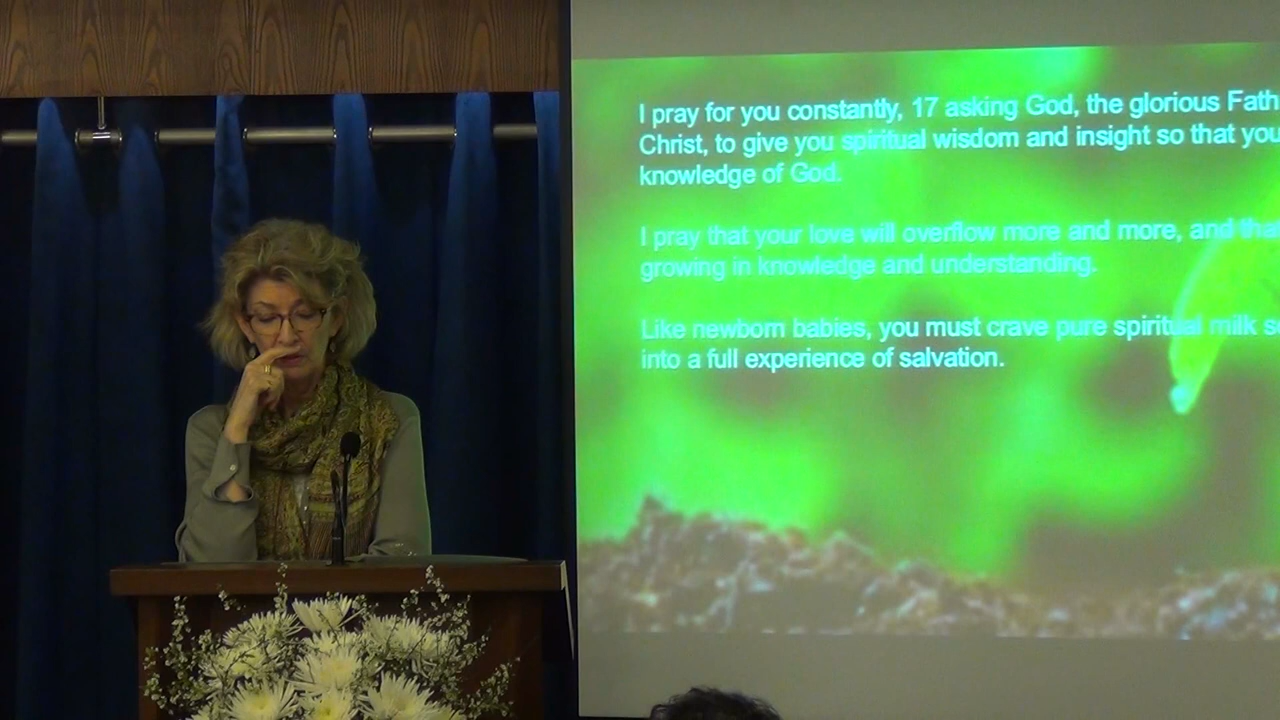 I pray for you constantly, 17 asking God, the glorious Fath
Christ, to give you spiritual wisdom and insight so that you
knowledge of God.
I pray that your love will overflow more and more, and that
growing in knowledge and understanding.
Like newborn babies, you must crave pure spiritual milk s
into a full experience of salvation.